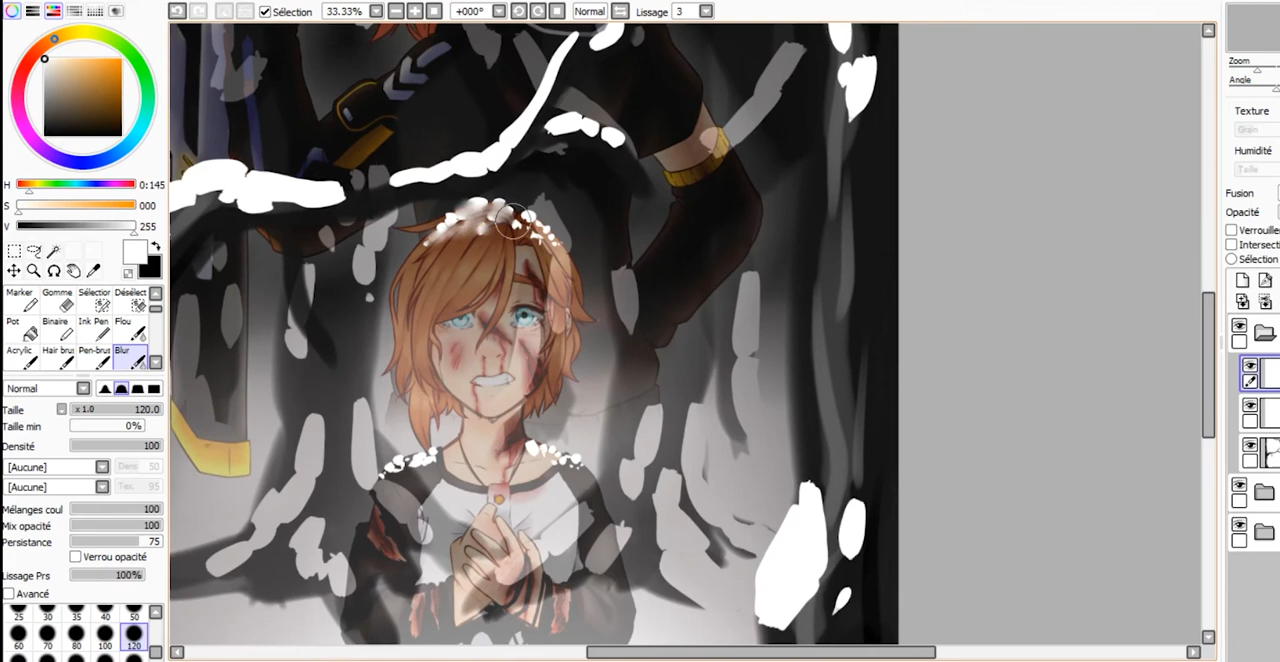 Sélection 33.33% +000° Normal Lissage 3
H 0:145
S 000
V 255
Marker Gomme Sélection Désélect
Pot Binaire Ink Pen Flou
Acrylic Hair brus Pen-brus Blur
Normal
Taille x 1.0 120.0
Taille min 0%
Densité 100
[Aucune] Dens 50
[Aucune] Tex. 95
Mélanges coul 100
Mix opacité 100
Persistance 75
Verrou opacité
Lissage Prs 100%
Avancé
25 30 35 40 50
60 70 80 100 120
Zoom
Angle
Texture
Grain
Humidité
Taille
Fusion
Opacité
Verrouille
Intersecti
Sélection